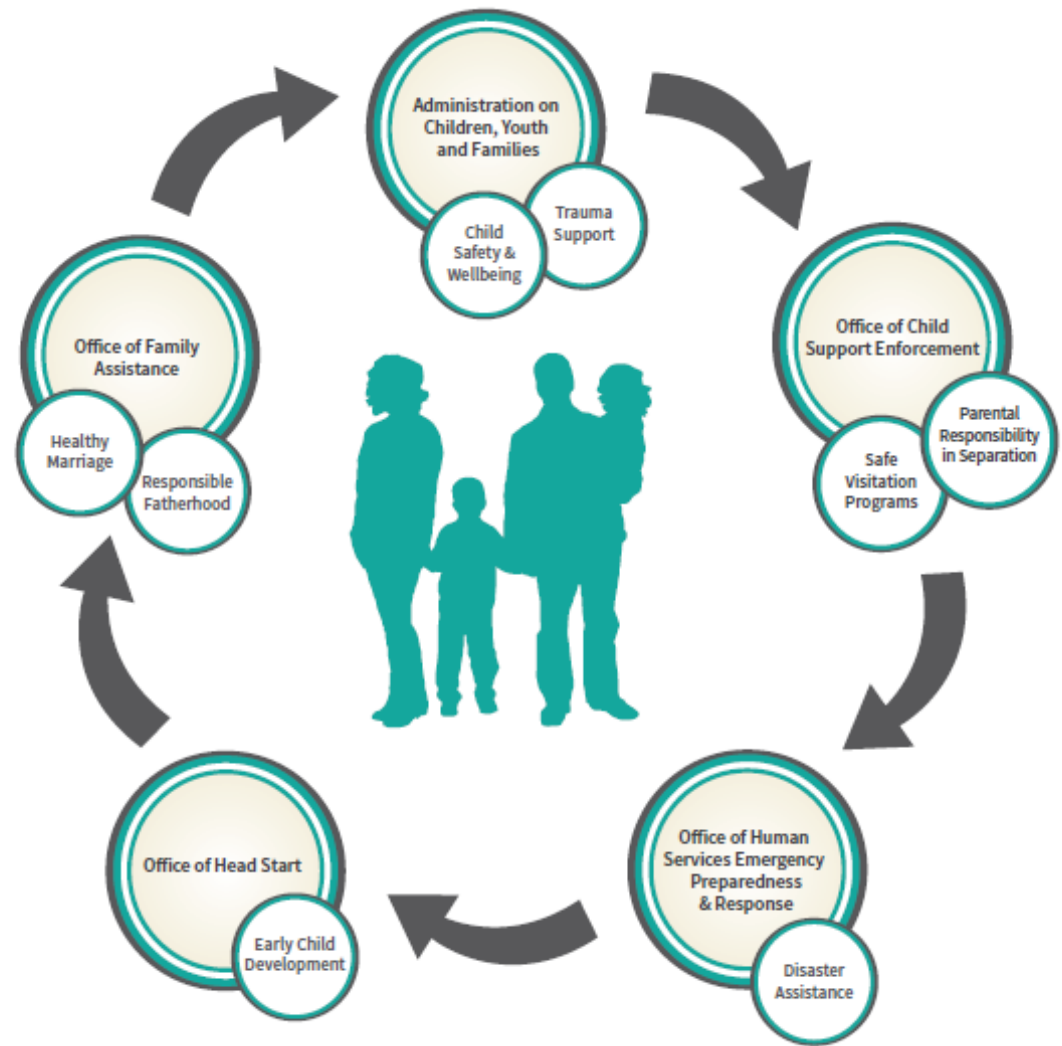 Administration on
Children, Youth
and Families
Child
Safety &
Wellbeing
Trauma
Support
Office of Child
Support Enforcement
Parental
Responsibility
in Separation
Safe
Visitation
Programs
Office of Human
Services Emergency
Preparedness
& Response
Disaster
Assistance
Office of Head Start
Early Child
Development
Office of Family
Assistance
Healthy
Marriage
Responsible
Fatherhood